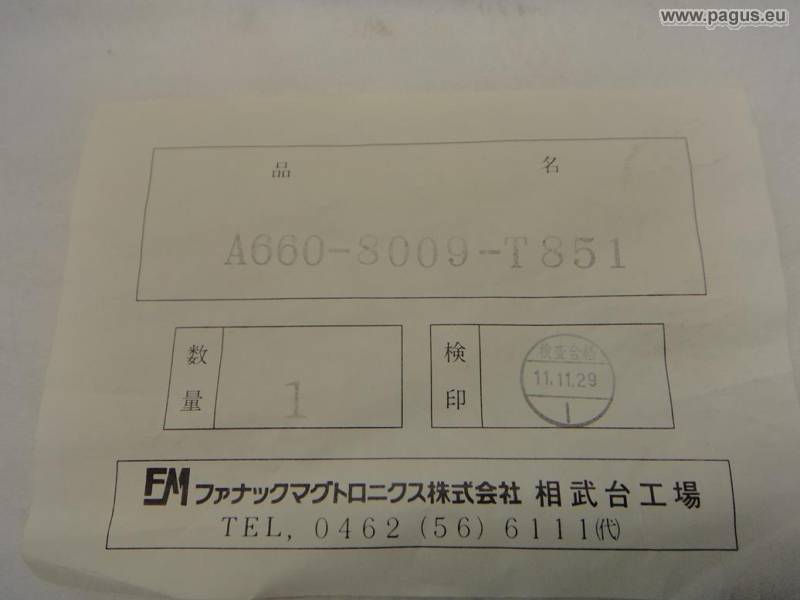 www.pagus.eu
品 名
A660-8009-T851
数量
1
検印
検査合格
11.11.29
1
FM ファナックマグトロニクス株式会社 相武台工場
TEL, 0462 (56) 6111 (代)